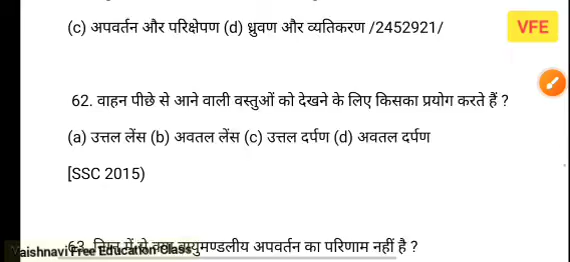 (c) अपवर्तन और परिक्षेपण (d) ध्रुवण और व्यतिकरण /2452921/
VFE
62. वाहन पीछे से आने वाली वस्तुओं को देखने के लिए किसका प्रयोग करते हैं ?
(a) उत्तल लेंस (b) अवतल लेंस (c) उत्तल दर्पण (d) अवतल दर्पण
[SSC 2015)
63. निम्न में से क्या वायुमण्डलीय अपवर्तन का परिणाम नहीं है ?
Vaishnavi Free Education Class